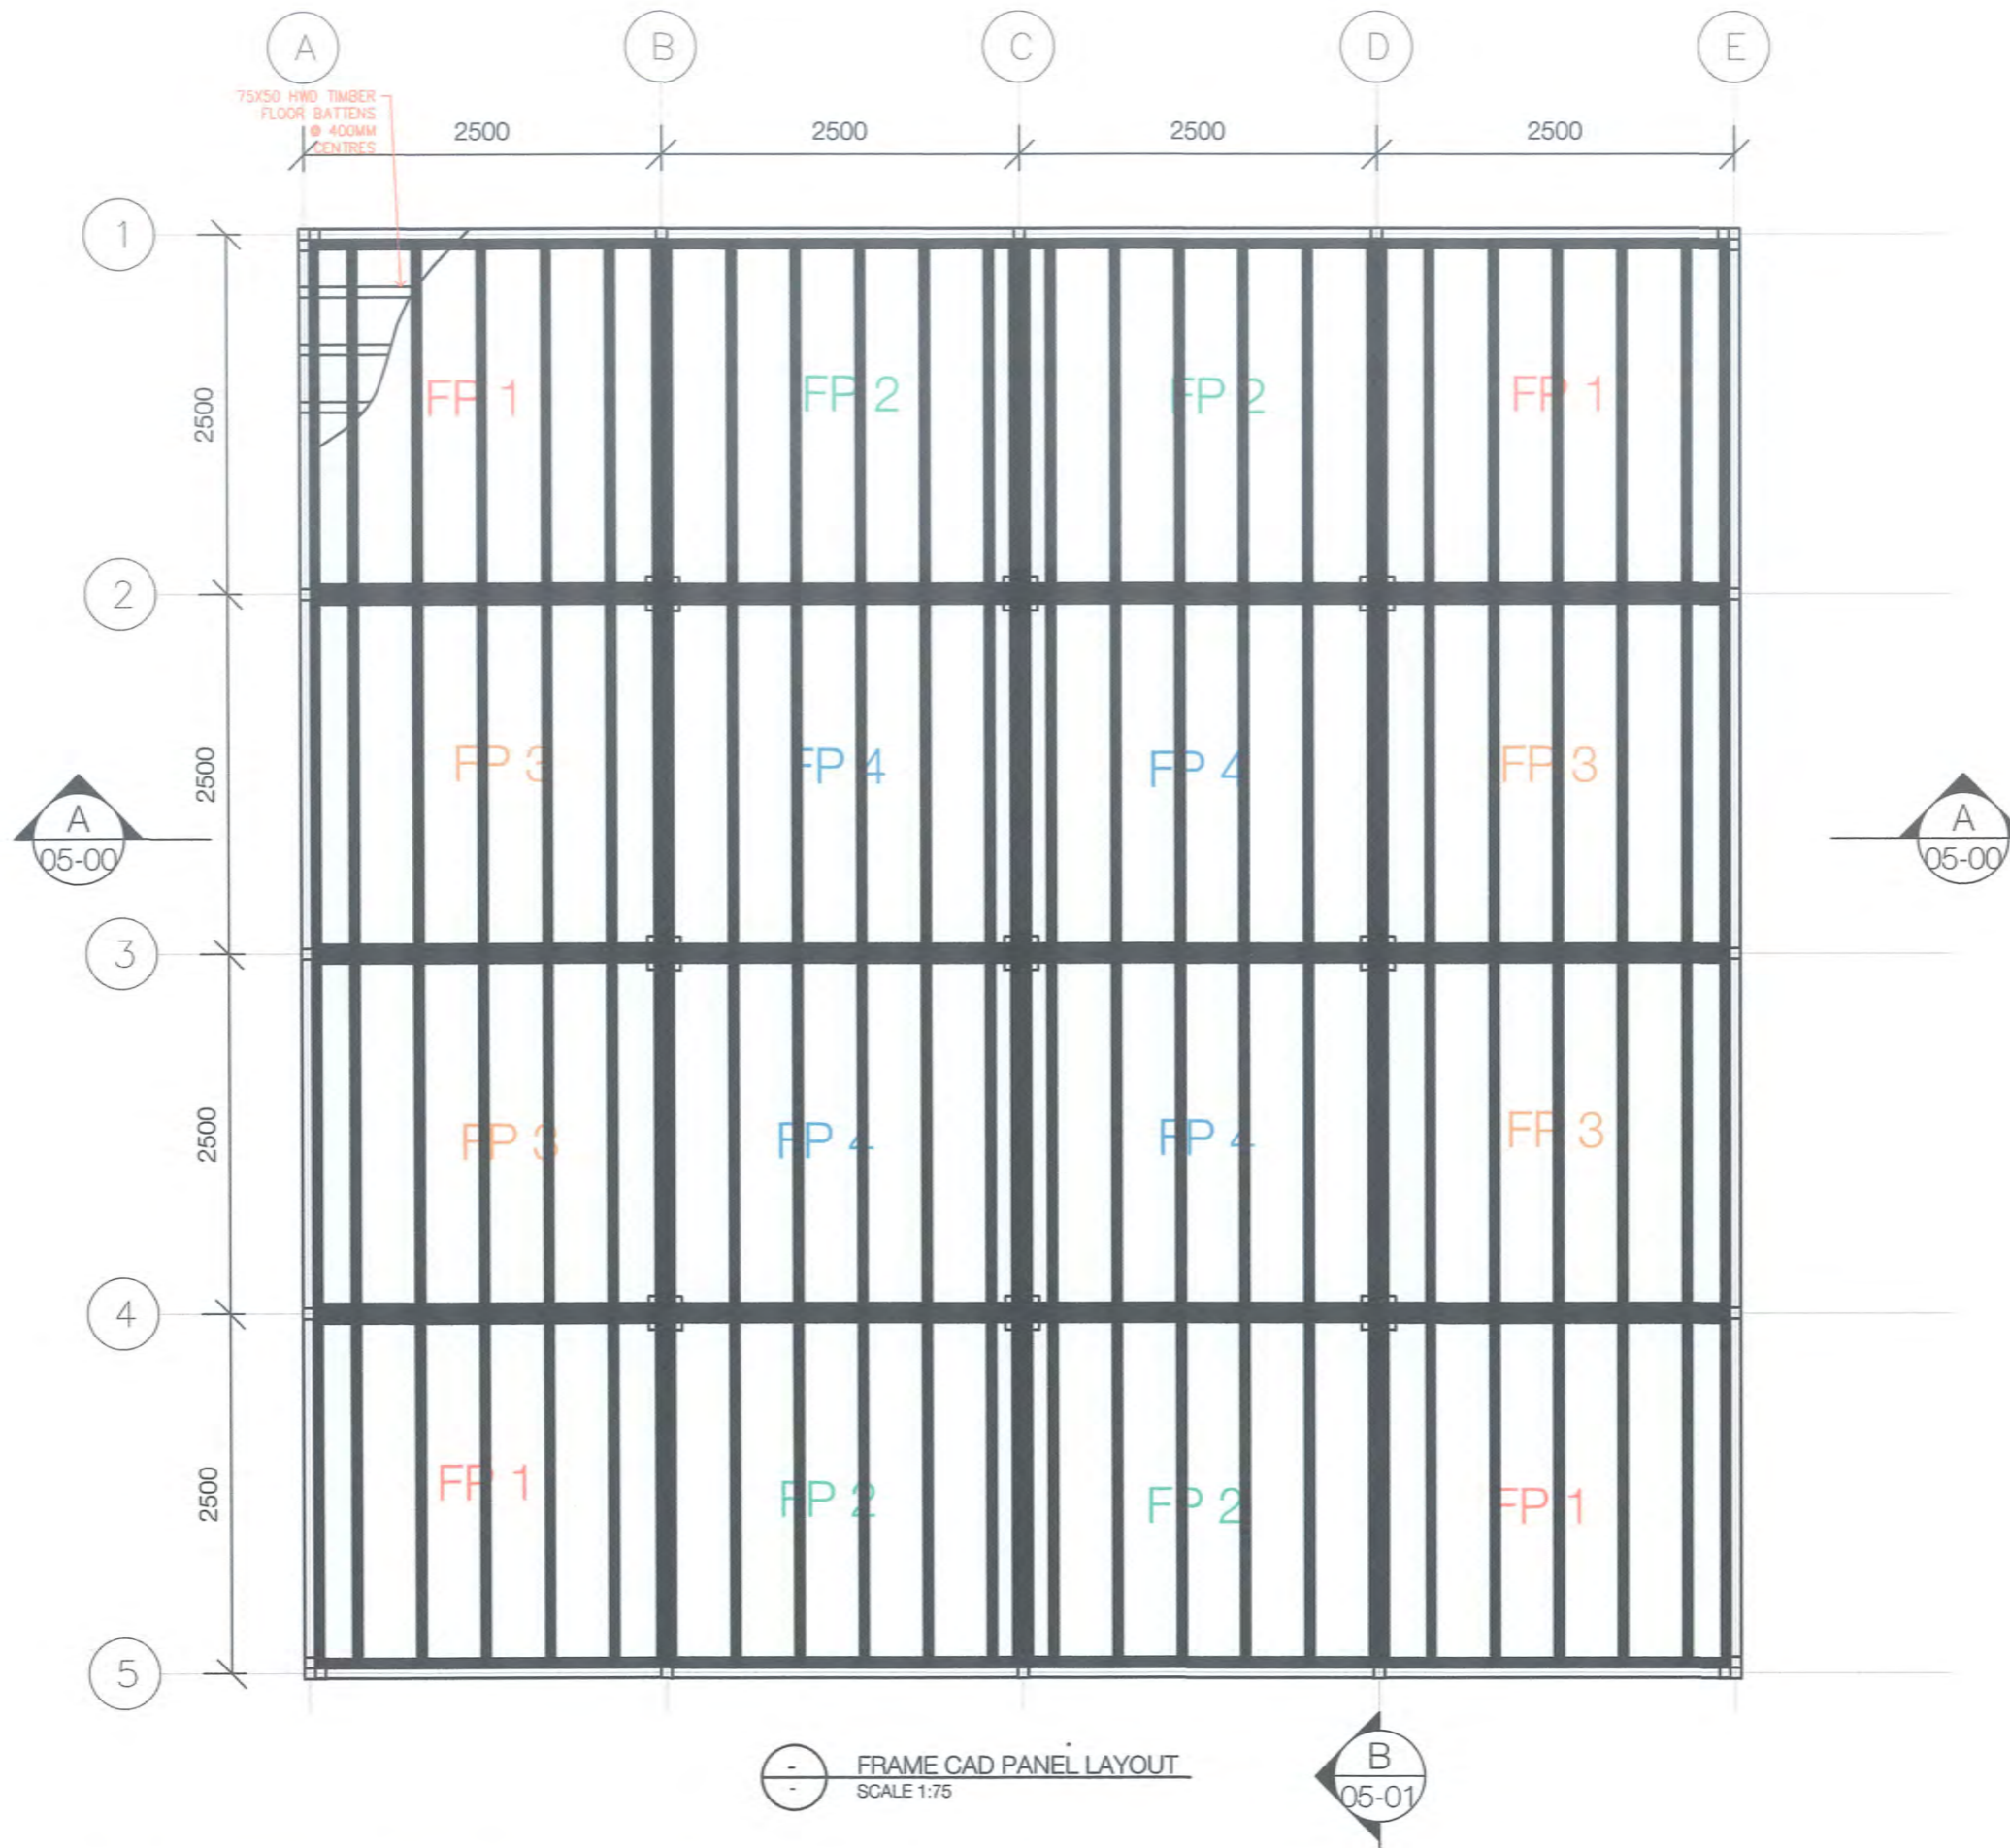 A B C D E
75X50 HWD TIMBER
FLOOR BATTENS
@ 400MM
CENTRES
2500 2500 2500 2500
1
2500
FP 1 FP 2 FP 2 FP 1
2
2500
FP 3 FP 4 FP 4 FP 3
A
05-00
A
05-00
3
2500
FP 3 FP 4 FP 4 FP 3
4
2500
FP 1 FP 2 FP 2 FP 1
5
-
-
FRAME CAD PANEL LAYOUT
SCALE 1:75
B
05-01